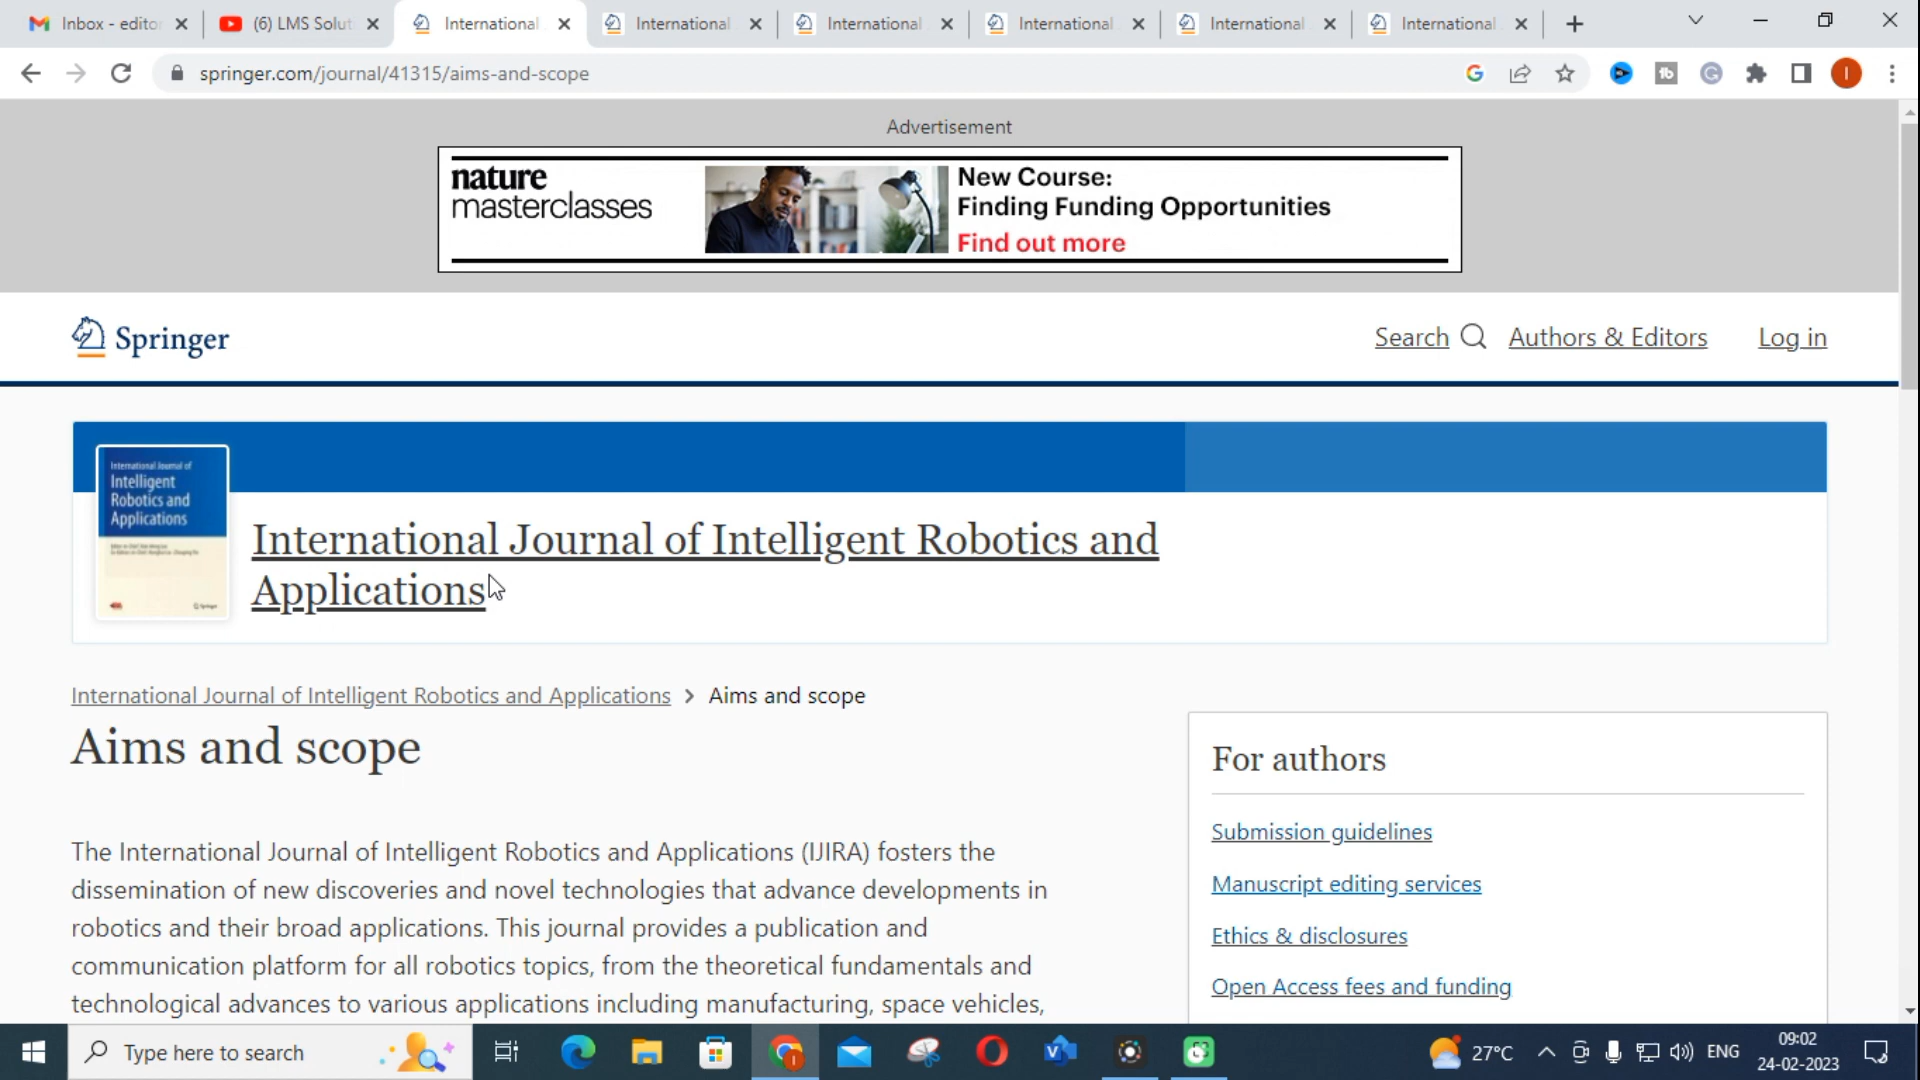 Inbox - edito
(6) LMS Solut
International
International
International
International
International
International
springer.com/journal/41315/aims-and-scope
Advertisement
nature
masterclasses
New Course:
Finding Funding Opportunities
Find out more
Springer
Search
Authors & Editors
Log in
International Journal of
Intelligent
Robotics and
Applications
Springer
International Journal of Intelligent Robotics and
Applications
International Journal of Intelligent Robotics and Applications > Aims and scope
Aims and scope
The International Journal of Intelligent Robotics and Applications (IJIRA) fosters the
dissemination of new discoveries and novel technologies that advance developments in
robotics and their broad applications. This journal provides a publication and
communication platform for all robotics topics, from the theoretical fundamentals and
technological advances to various applications including manufacturing, space vehicles,
For authors
Submission guidelines
Manuscript editing services
Ethics & disclosures
Open Access fees and funding
Type here to search
27°C
ENG
09:02
24-02-2023